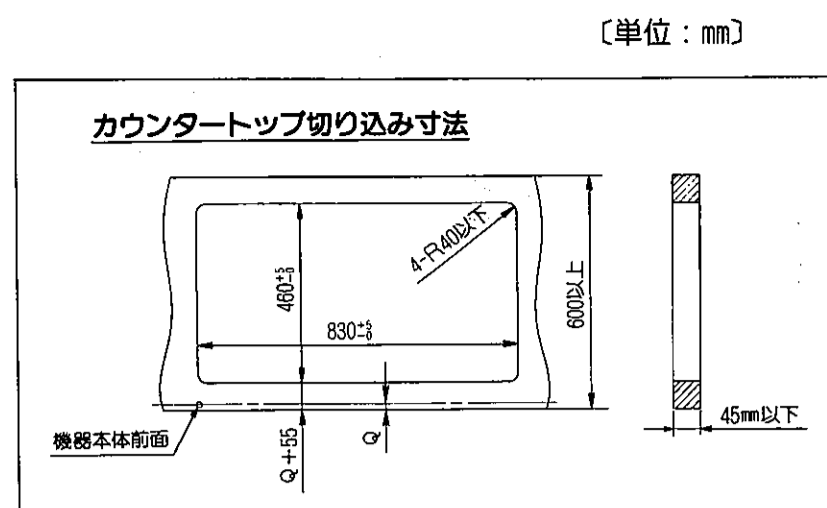 〔単位：㎜〕
カウンタートップ切り込み寸法
4-R40以下
460+5-0
830+5-0
600以上
機器本体前面
Q+55
Q
45㎜以下